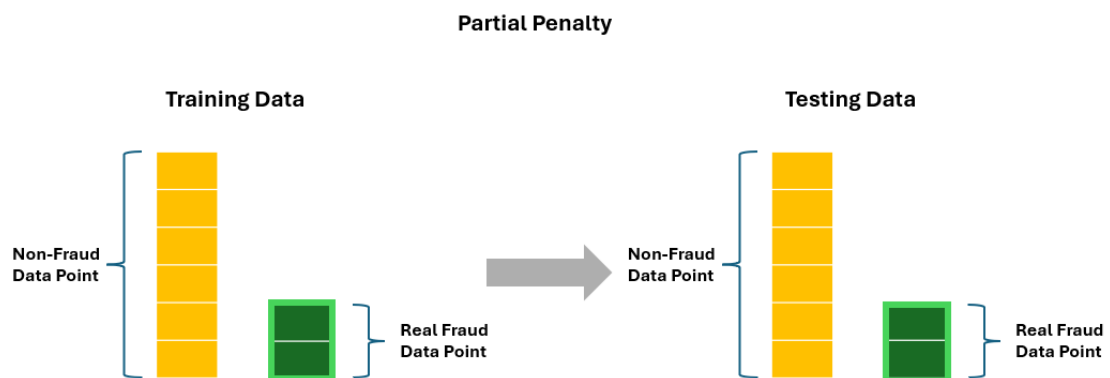 Partial Penalty
Training Data
Testing Data
Non-Fraud
Data Point
Real Fraud
Data Point
Non-Fraud
Data Point
Real Fraud
Data Point